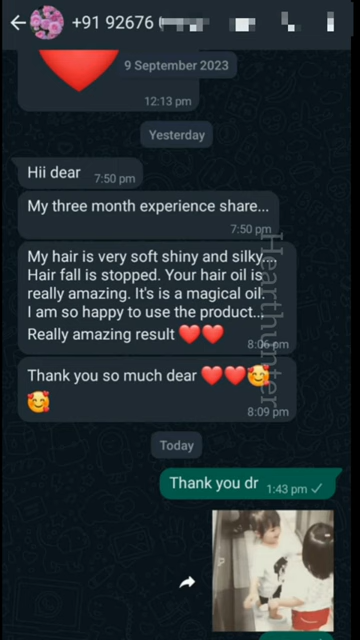 +91 92676
9 September 2023
12:13 pm
Yesterday
Hii dear
7:50 pm
My three month experience share...
7:50 pm
My hair is very soft shiny and silky....
Hair fall is stopped. Your hair oil is
really amazing. It's is a magical oil.
I am so happy to use the product...
Really amazing result ❤️❤️
8:06 pm
Thank you so much dear ❤️❤️🥰
🥰
8:09 pm
Hearthunter
Today
Thank you dr
1:43 pm